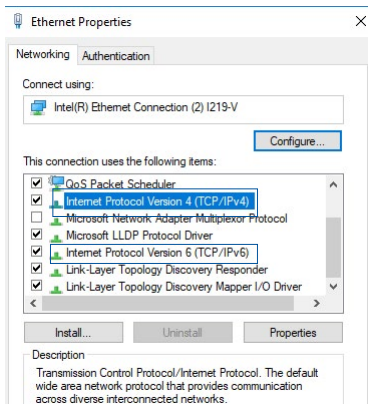 Ethernet Properties
Networking Authentication
Connect using:
Intel(R) Ethernet Connection (2) I219-V
Configure...
This connection uses the following items:
QoS Packet Scheduler
Internet Protocol Version 4 (TCP/IPv4)
Microsoft Network Adapter Multiplexor Protocol
Microsoft LLDP Protocol Driver
Internet Protocol Version 6 (TCP/IPv6)
Link-Layer Topology Discovery Responder
Link-Layer Topology Discovery Mapper I/O Driver
Install... Uninstall Properties
Description
Transmission Control Protocol/Internet Protocol. The default
wide area network protocol that provides communication
across diverse interconnected networks.